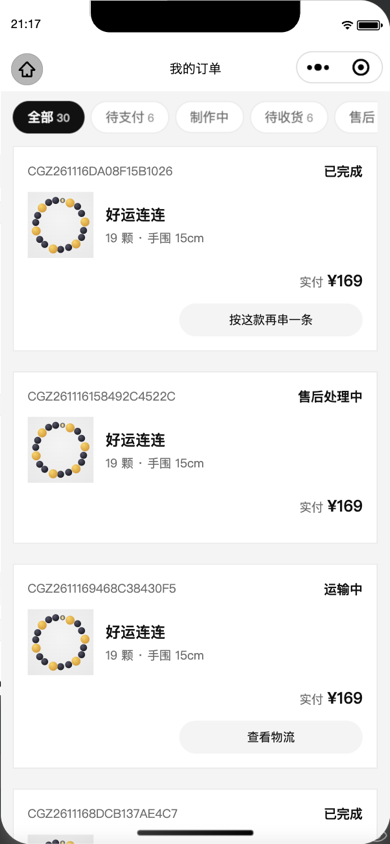 21:17
我的订单
全部 30 待支付 6 制作中 待收货 6 售后
CGZ261116DA08F15B1026 已完成
好运连连
19 颗 · 手围 15cm
实付 ¥169
按这款再串一条
CGZ261116158492C4522C 售后处理中
好运连连
19 颗 · 手围 15cm
实付 ¥169
CGZ2611169468C38430F5 运输中
好运连连
19 颗 · 手围 15cm
实付 ¥169
查看物流
CGZ2611168DCB137AE4C7 已完成